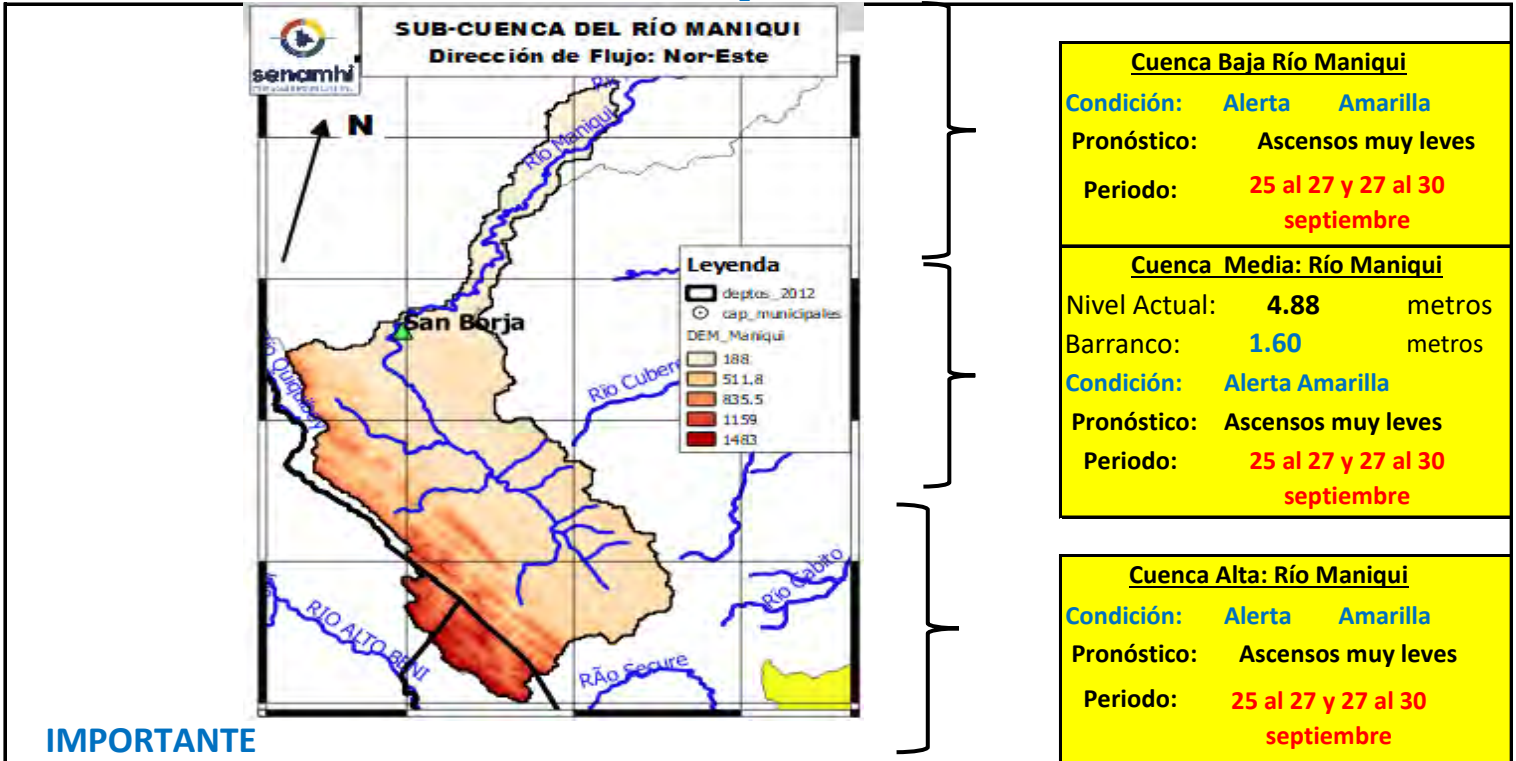 SUB-CUENCA DEL RÍO MANIQUI
Dirección de Flujo: Nor-Este
senamhi
N
Río Maniqui
San Borja
Río Cubere
Río Cabito
RIO ALTO BENI
RÃo Secure
Leyenda
deptos_2012
cap_municipales
DEM_Maniqui
188
511,8
835.5
1159
1483
Cuenca Baja Río Maniqui
Condición: Alerta Amarilla
Pronóstico: Ascensos muy leves
Periodo: 25 al 27 y 27 al 30
septiembre
Cuenca Media: Río Maniqui
Nivel Actual: 4.88 metros
Barranco: 1.60 metros
Condición: Alerta Amarilla
Pronóstico: Ascensos muy leves
Periodo: 25 al 27 y 27 al 30
septiembre
Cuenca Alta: Río Maniqui
Condición: Alerta Amarilla
Pronóstico: Ascensos muy leves
Periodo: 25 al 27 y 27 al 30
septiembre
IMPORTANTE